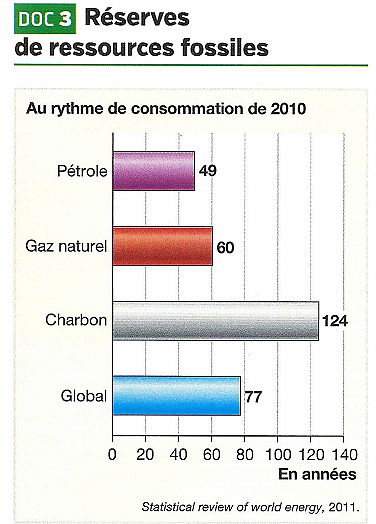 DOC 3 Réserves
de ressources fossiles
Au rythme de consommation de 2010
Pétrole 49
Gaz naturel 60
Charbon 124
Global 77
0 20 40 60 80 100 120 140
En années
Statistical review of world energy, 2011.